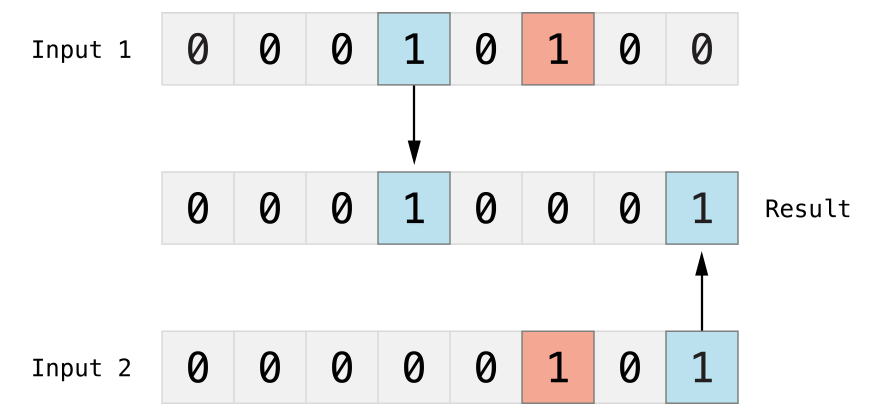 Input 1 0 0 0 1 0 1 0 0
0 0 0 1 0 0 0 1 Result
Input 2 0 0 0 0 0 1 0 1